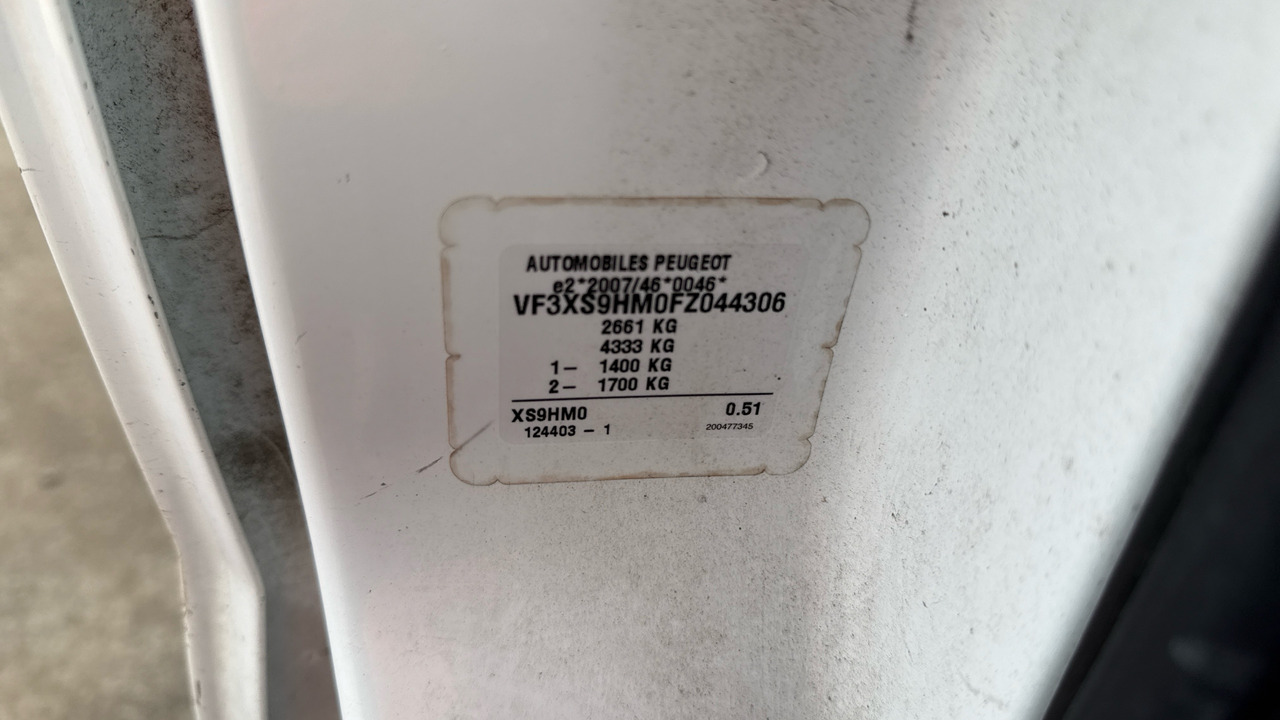 AUTOMOBILES PEUGEOT
e2*2007/46*0046*
VF3XS9HM0FZ044306
2661 KG
4333 KG
1– 1400 KG
2– 1700 KG
XS9HM0 0.51
124403 – 1 200477345